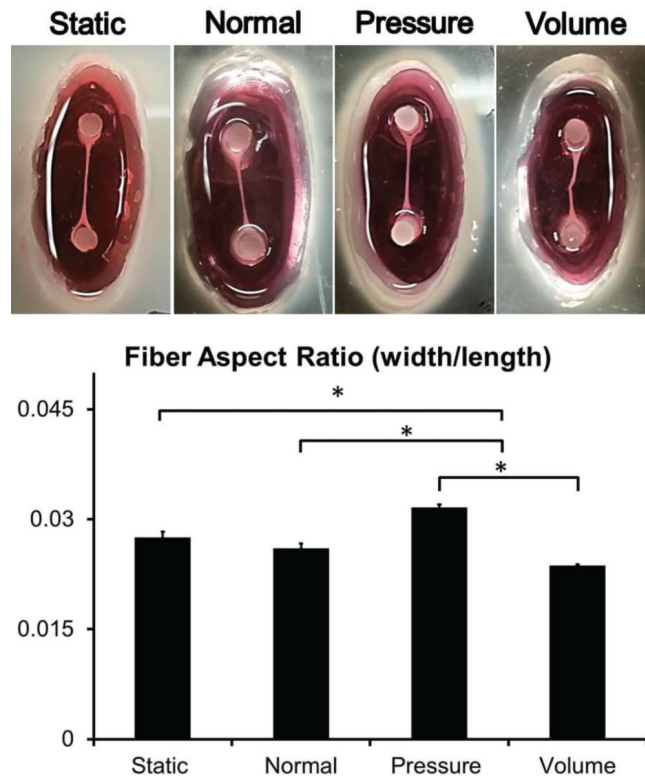 Static Normal Pressure Volume
Fiber Aspect Ratio (width/length)
0.045
*
*
*
0.03
0.015
0
Static Normal Pressure Volume